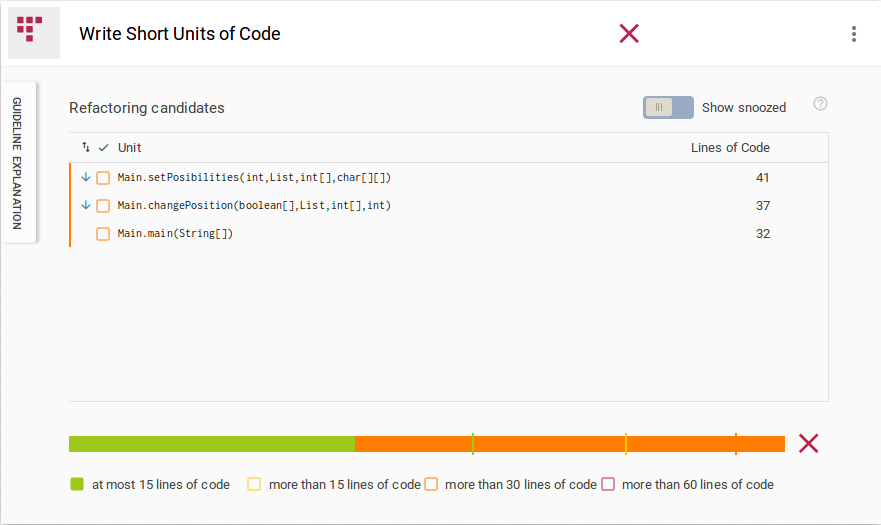 Write Short Units of Code
GUIDELINE EXPLANATION
Refactoring candidates
Show snoozed
?
Unit Lines of Code
Main.setPosibilities(int,List,int[],char[][]) 41
Main.changePosition(boolean[],List,int[],int) 37
Main.main(String[]) 32
at most 15 lines of code more than 15 lines of code more than 30 lines of code more than 60 lines of code